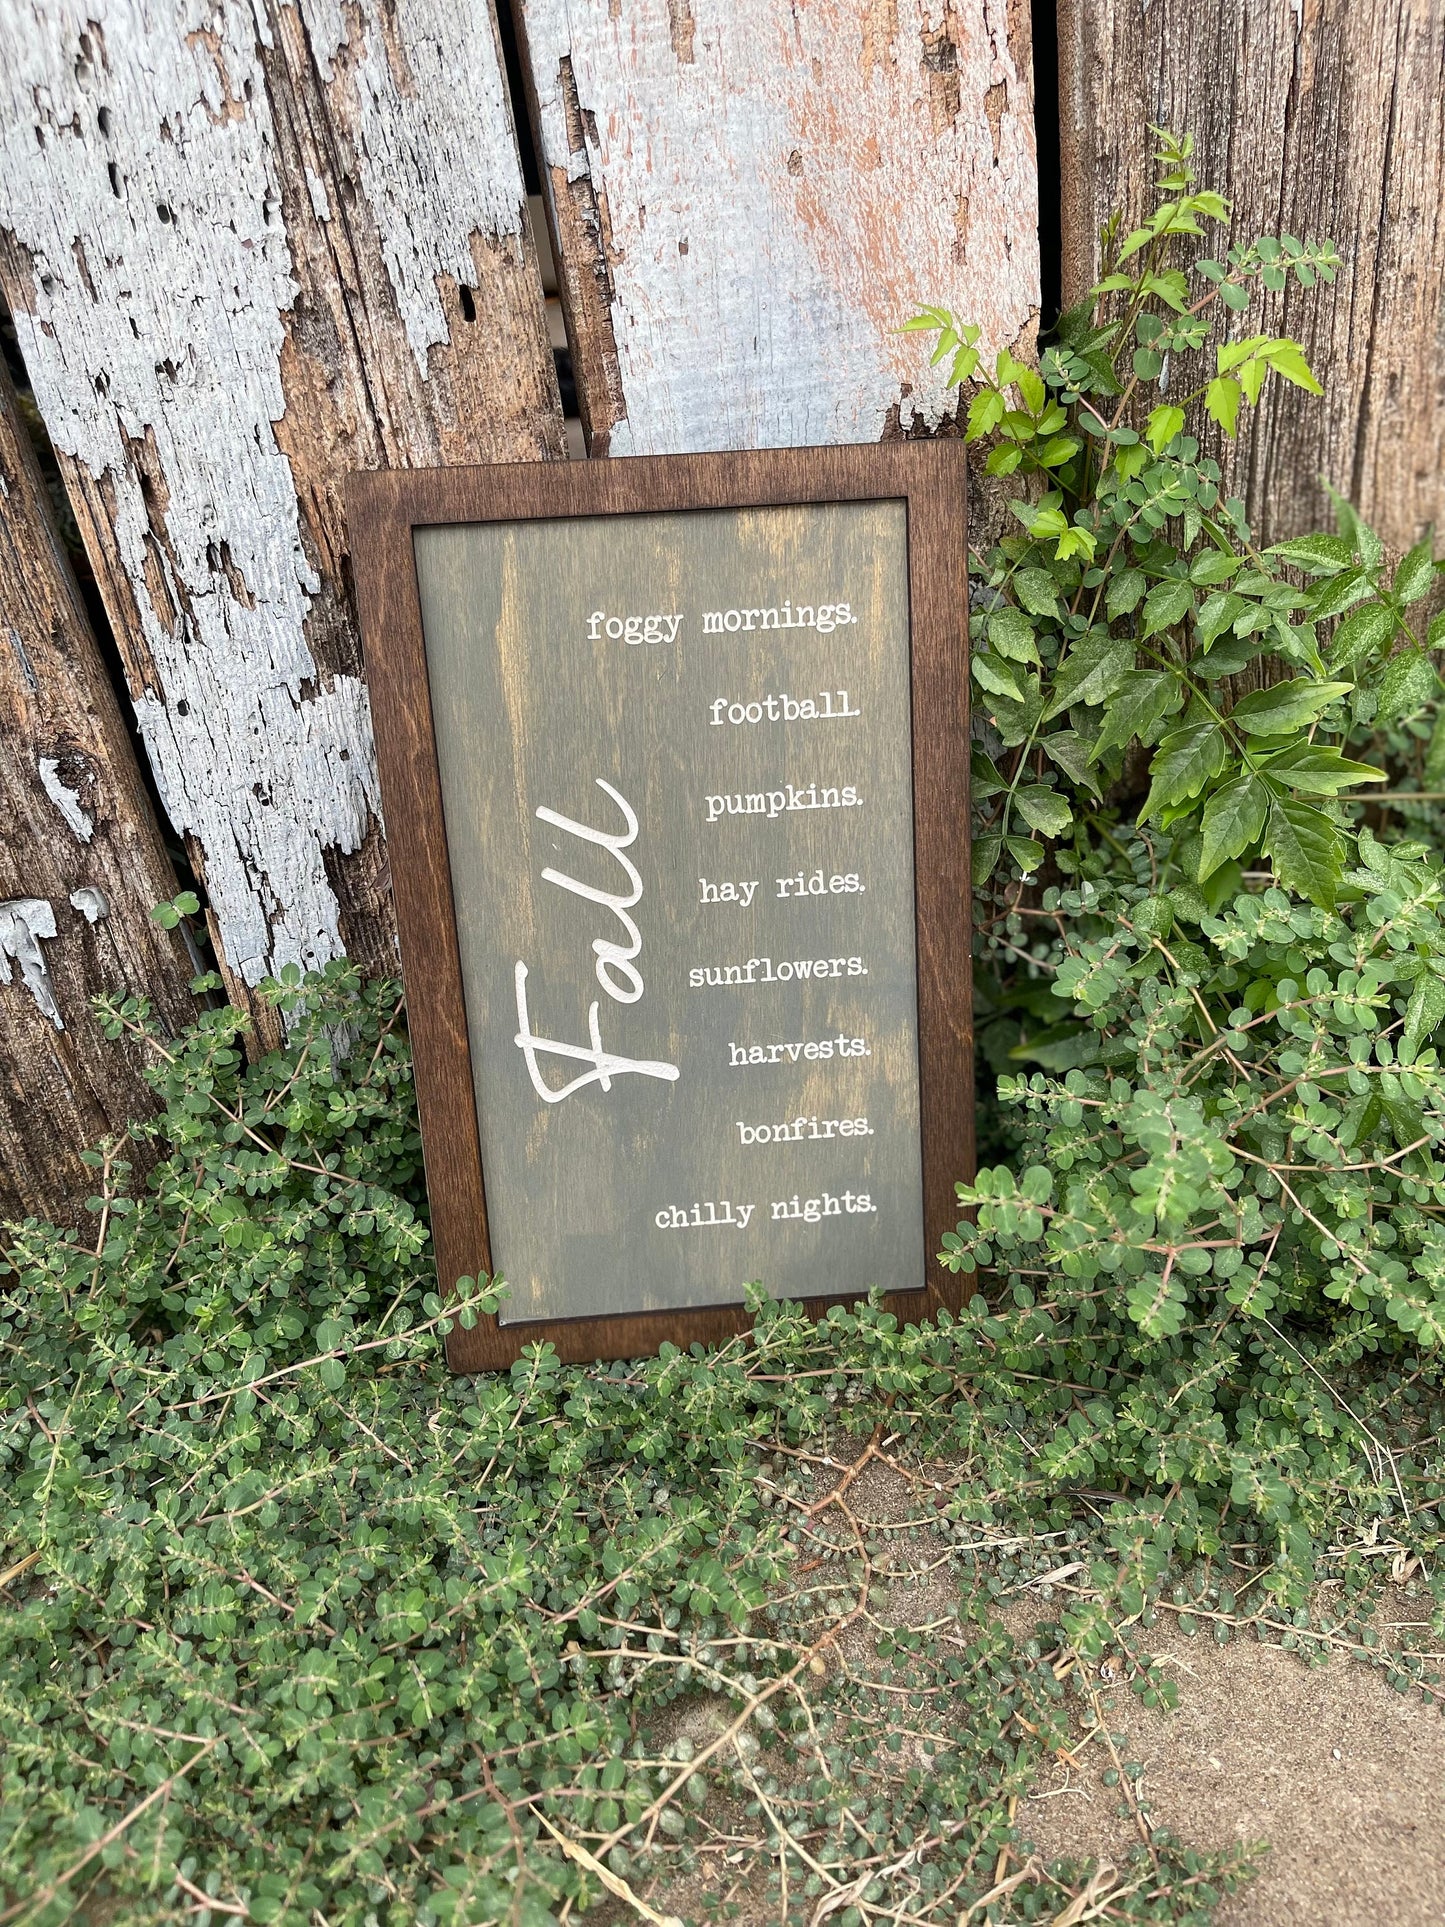 Fall
foggy mornings.
football.
pumpkins.
hay rides.
sunflowers.
harvests.
bonfires.
chilly nights.